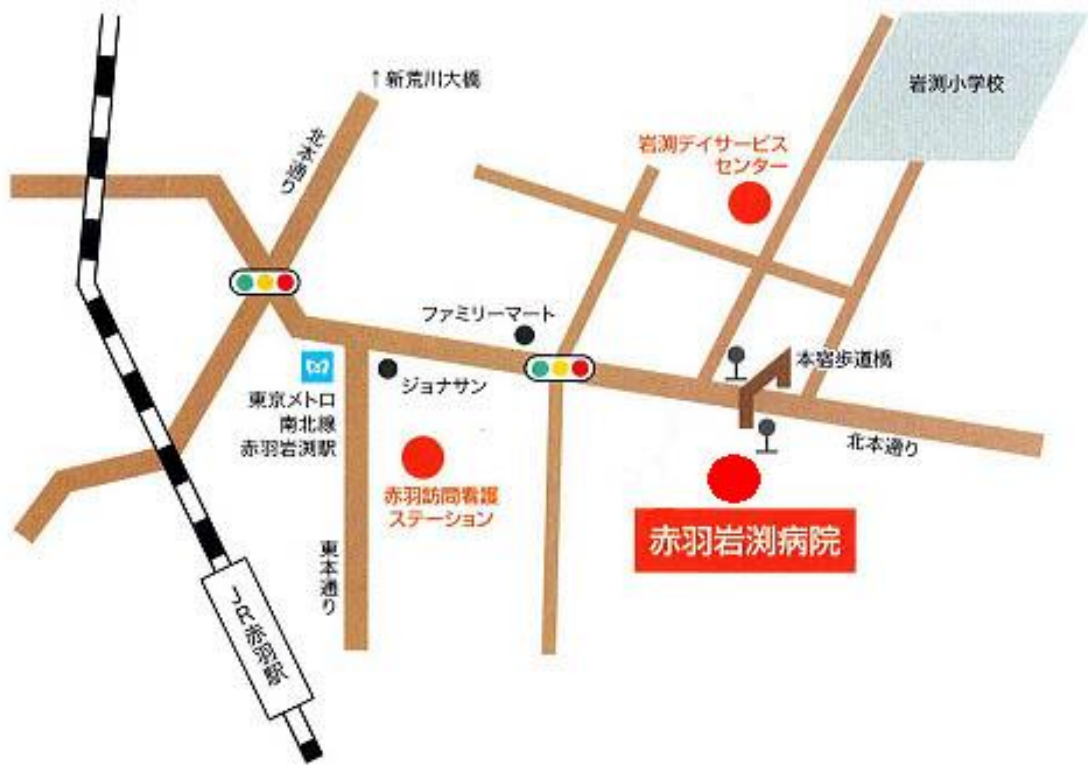 ↑新荒川大橋
北本通り
岩渕小学校
岩渕デイサービス
センター
ファミリーマート
ジョナサン
本宿歩道橋
東京メトロ
南北線
赤羽岩渕駅
北本通り
赤羽訪問看護
ステーション
赤羽岩渕病院
東本通り
JR赤羽駅